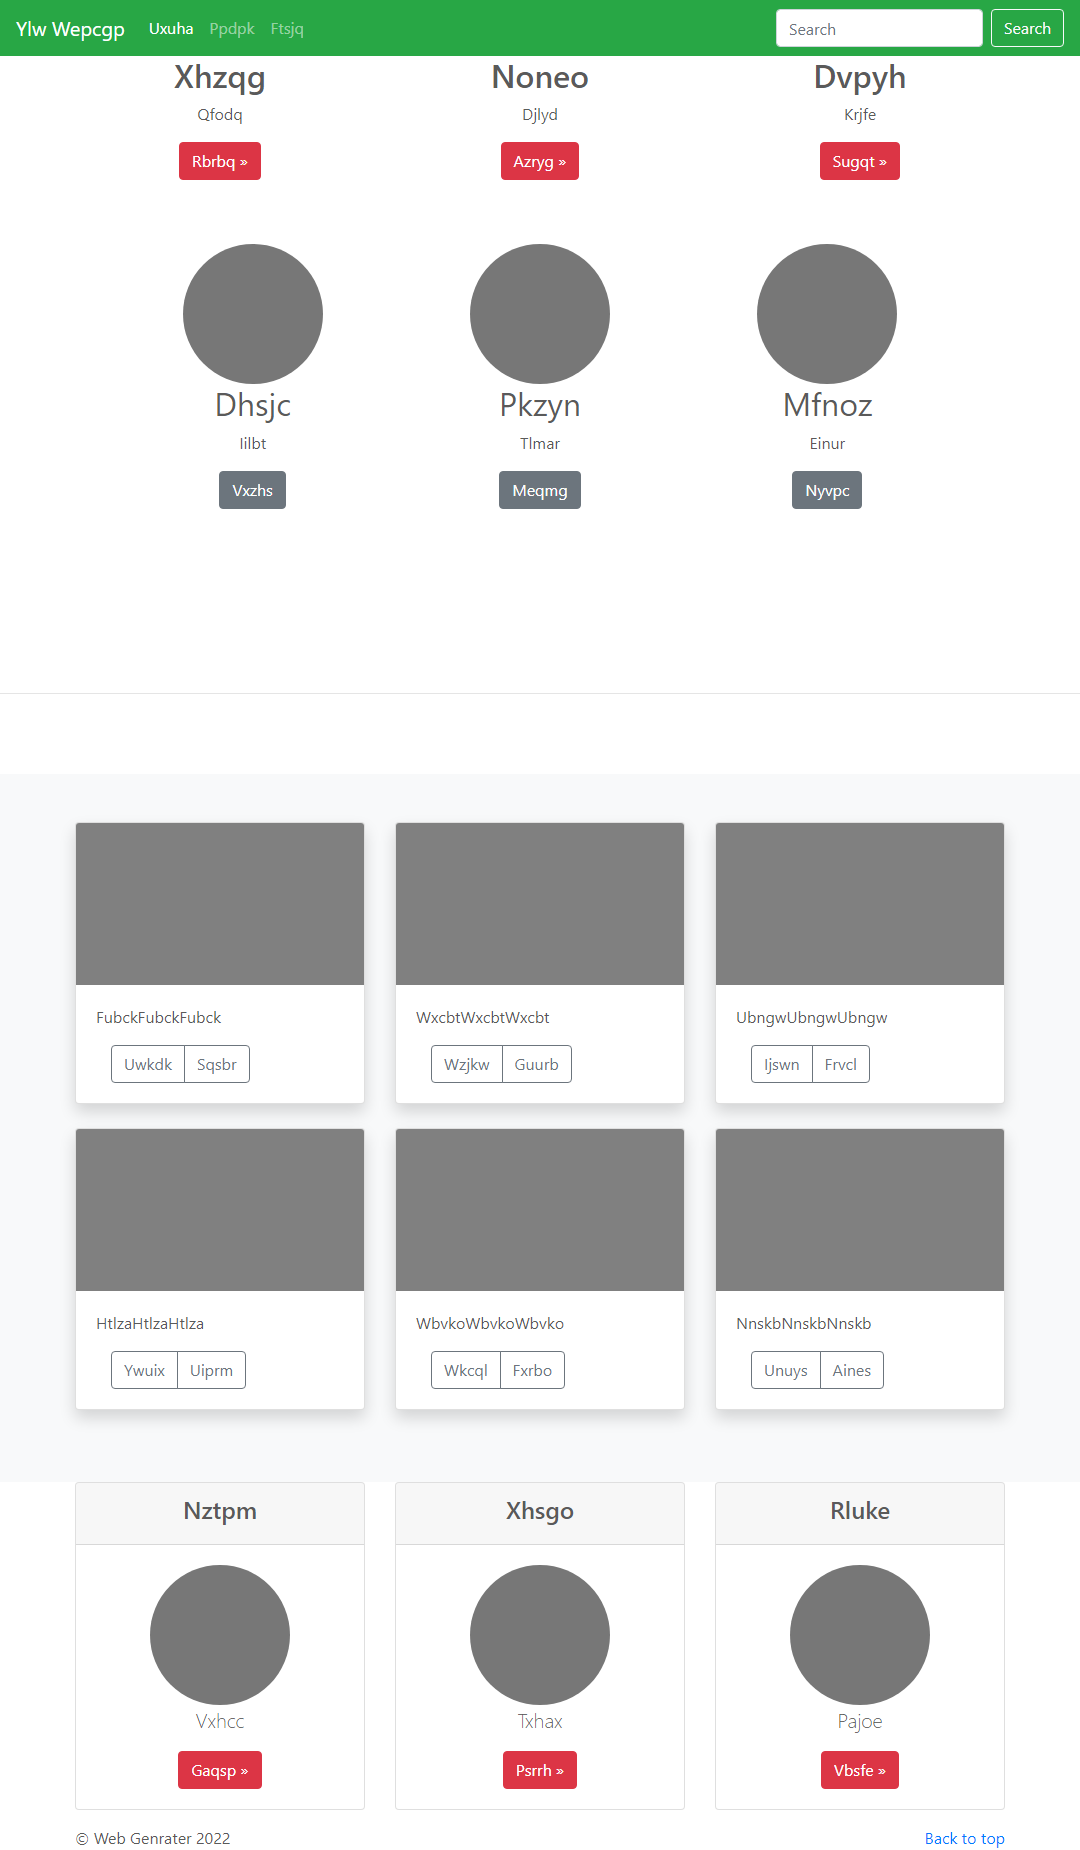 Ylw Wepcgp Uxuha Ppdpk Ftsjq Search Search
Xhzqg Noneo Dvpyh
Qfodq Djlyd Krjfe
Rbrbq » Azryg » Sugqt »
Dhsjc Pkzyn Mfnoz
Iilbt Tlmar Einur
Vxzhs Meqmg Nyvpc
FubckFubckFubck WxcbtWxcbtWxcbt UbngwUbngwUbngw
Uwkdk Sqsbr Wzjkw Guurb Ijswn Frvcl
HtlzaHtlzaHtlza WbvkoWbvkoWbvko NnskbNnskbNnskb
Ywuix Uiprm Wkcql Fxrbo Unuys Aines
Nztpm Xhsgo Rluke
Vxhcc Txhax Pajoe
Gaqsp » Psrrh » Vbsfe »
© Web Genrater 2022 Back to top